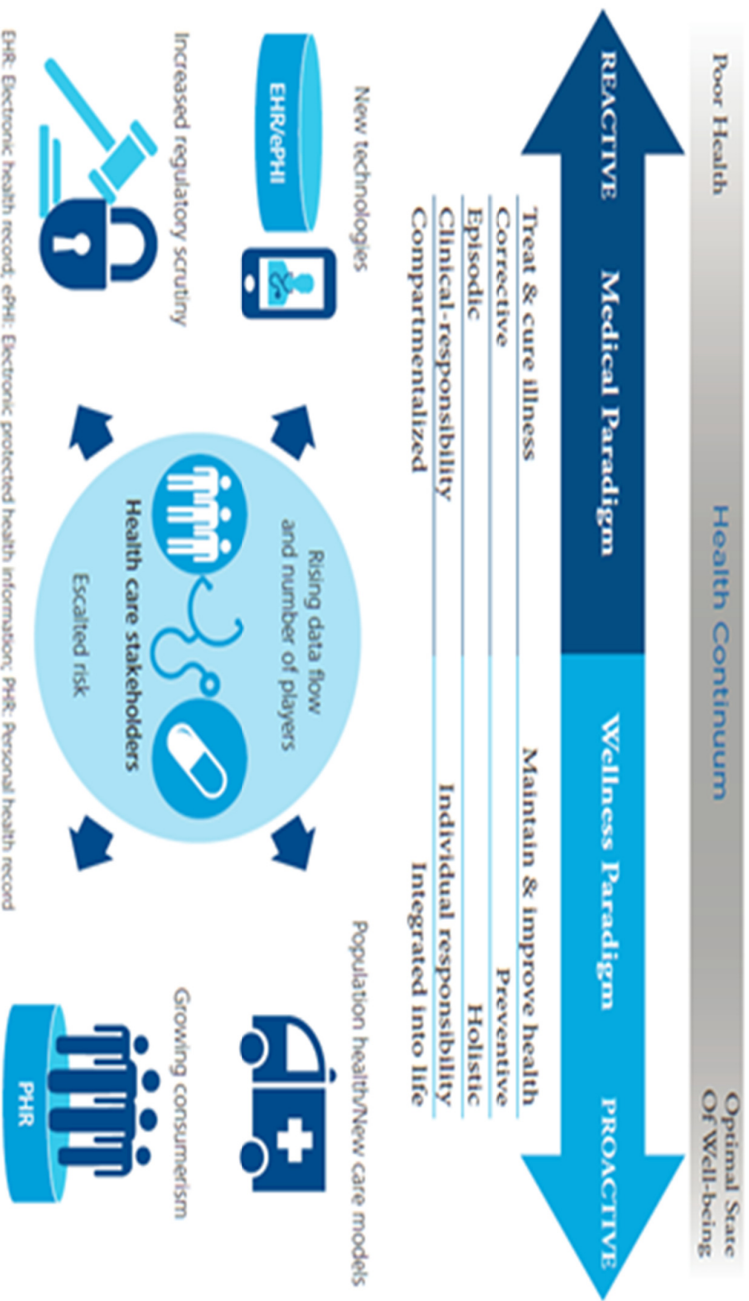 Poor Health
Health Continuum
Optimal State
Of Well-being
REACTIVE
Medical Paradigm
Wellness Paradigm
PROACTIVE
Treat & cure illness
Maintain & improve health
Corrective
Preventive
Episodic
Holistic
Clinical-responsibility
Individual responsibility
Compartmentalized
Integrated into life
New technologies
EHR/ePHI
Population health/New care models
Rising data flow
and number of players
Health care stakeholders
Escalted risk
Increased regulatory scrutiny
Growing consumerism
PHR
EHR: Electronic health record; ePHI: Electronic protected health information; PHR: Personal health record